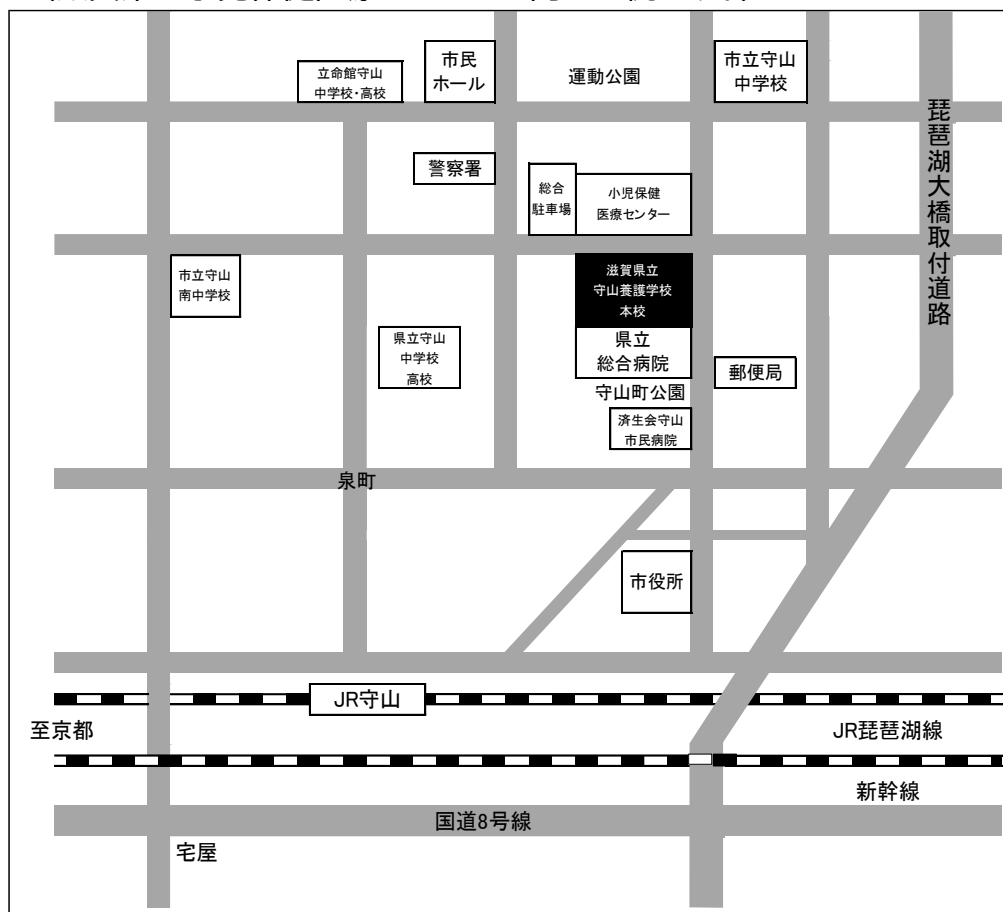 立命館守山
中学校・高校
市民
ホール
運動公園
市立守山
中学校
琵琶湖大橋取付道路
警察署
総合
駐車場
小児保健
医療センター
市立守山
南中学校
滋賀県立
守山養護学校
本校
県立守山
中学校
高校
県立
総合病院
郵便局
守山町公園
済生会守山
市民病院
泉町
市役所
JR守山
至京都
JR琵琶湖線
新幹線
国道8号線
宅屋